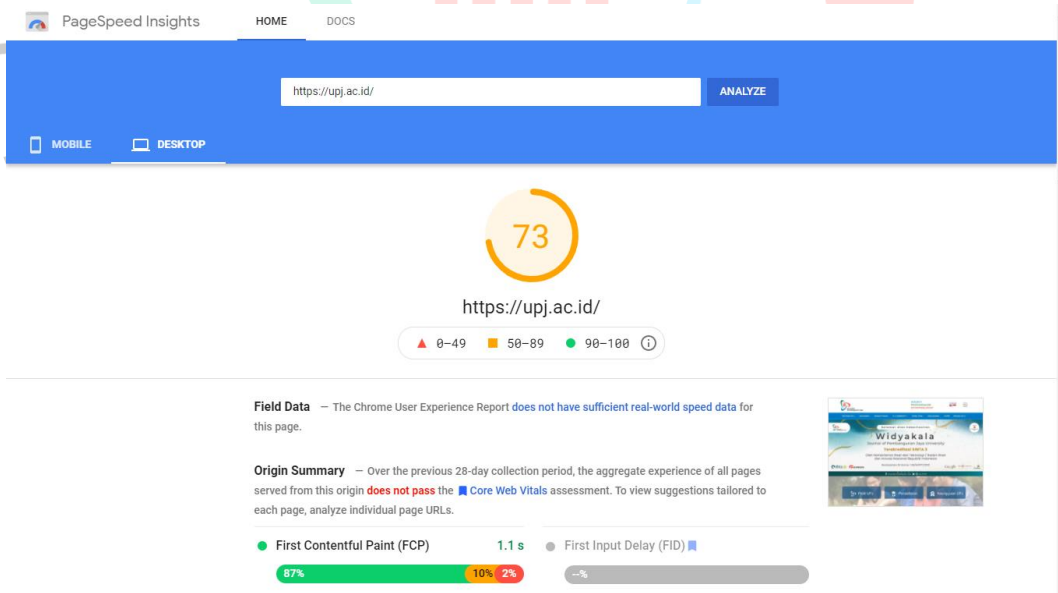 PageSpeed Insights HOME DOCS
https://upj.ac.id/ ANALYZE
MOBILE DESKTOP
73
https://upj.ac.id/
0–49 50–89 90–100
Field Data — The Chrome User Experience Report does not have sufficient real-world speed data for
this page.
Widyakala
Origin Summary — Over the previous 28-day collection period, the aggregate experience of all pages
served from this origin does not pass the Core Web Vitals assessment. To view suggestions tailored to
each page, analyze individual page URLs.
First Contentful Paint (FCP) 1.1 s First Input Delay (FID)
87% 10% 2% --%